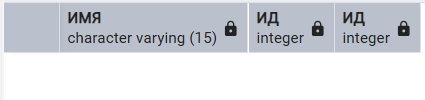 ИМЯ ИД ИД
character varying (15) integer integer